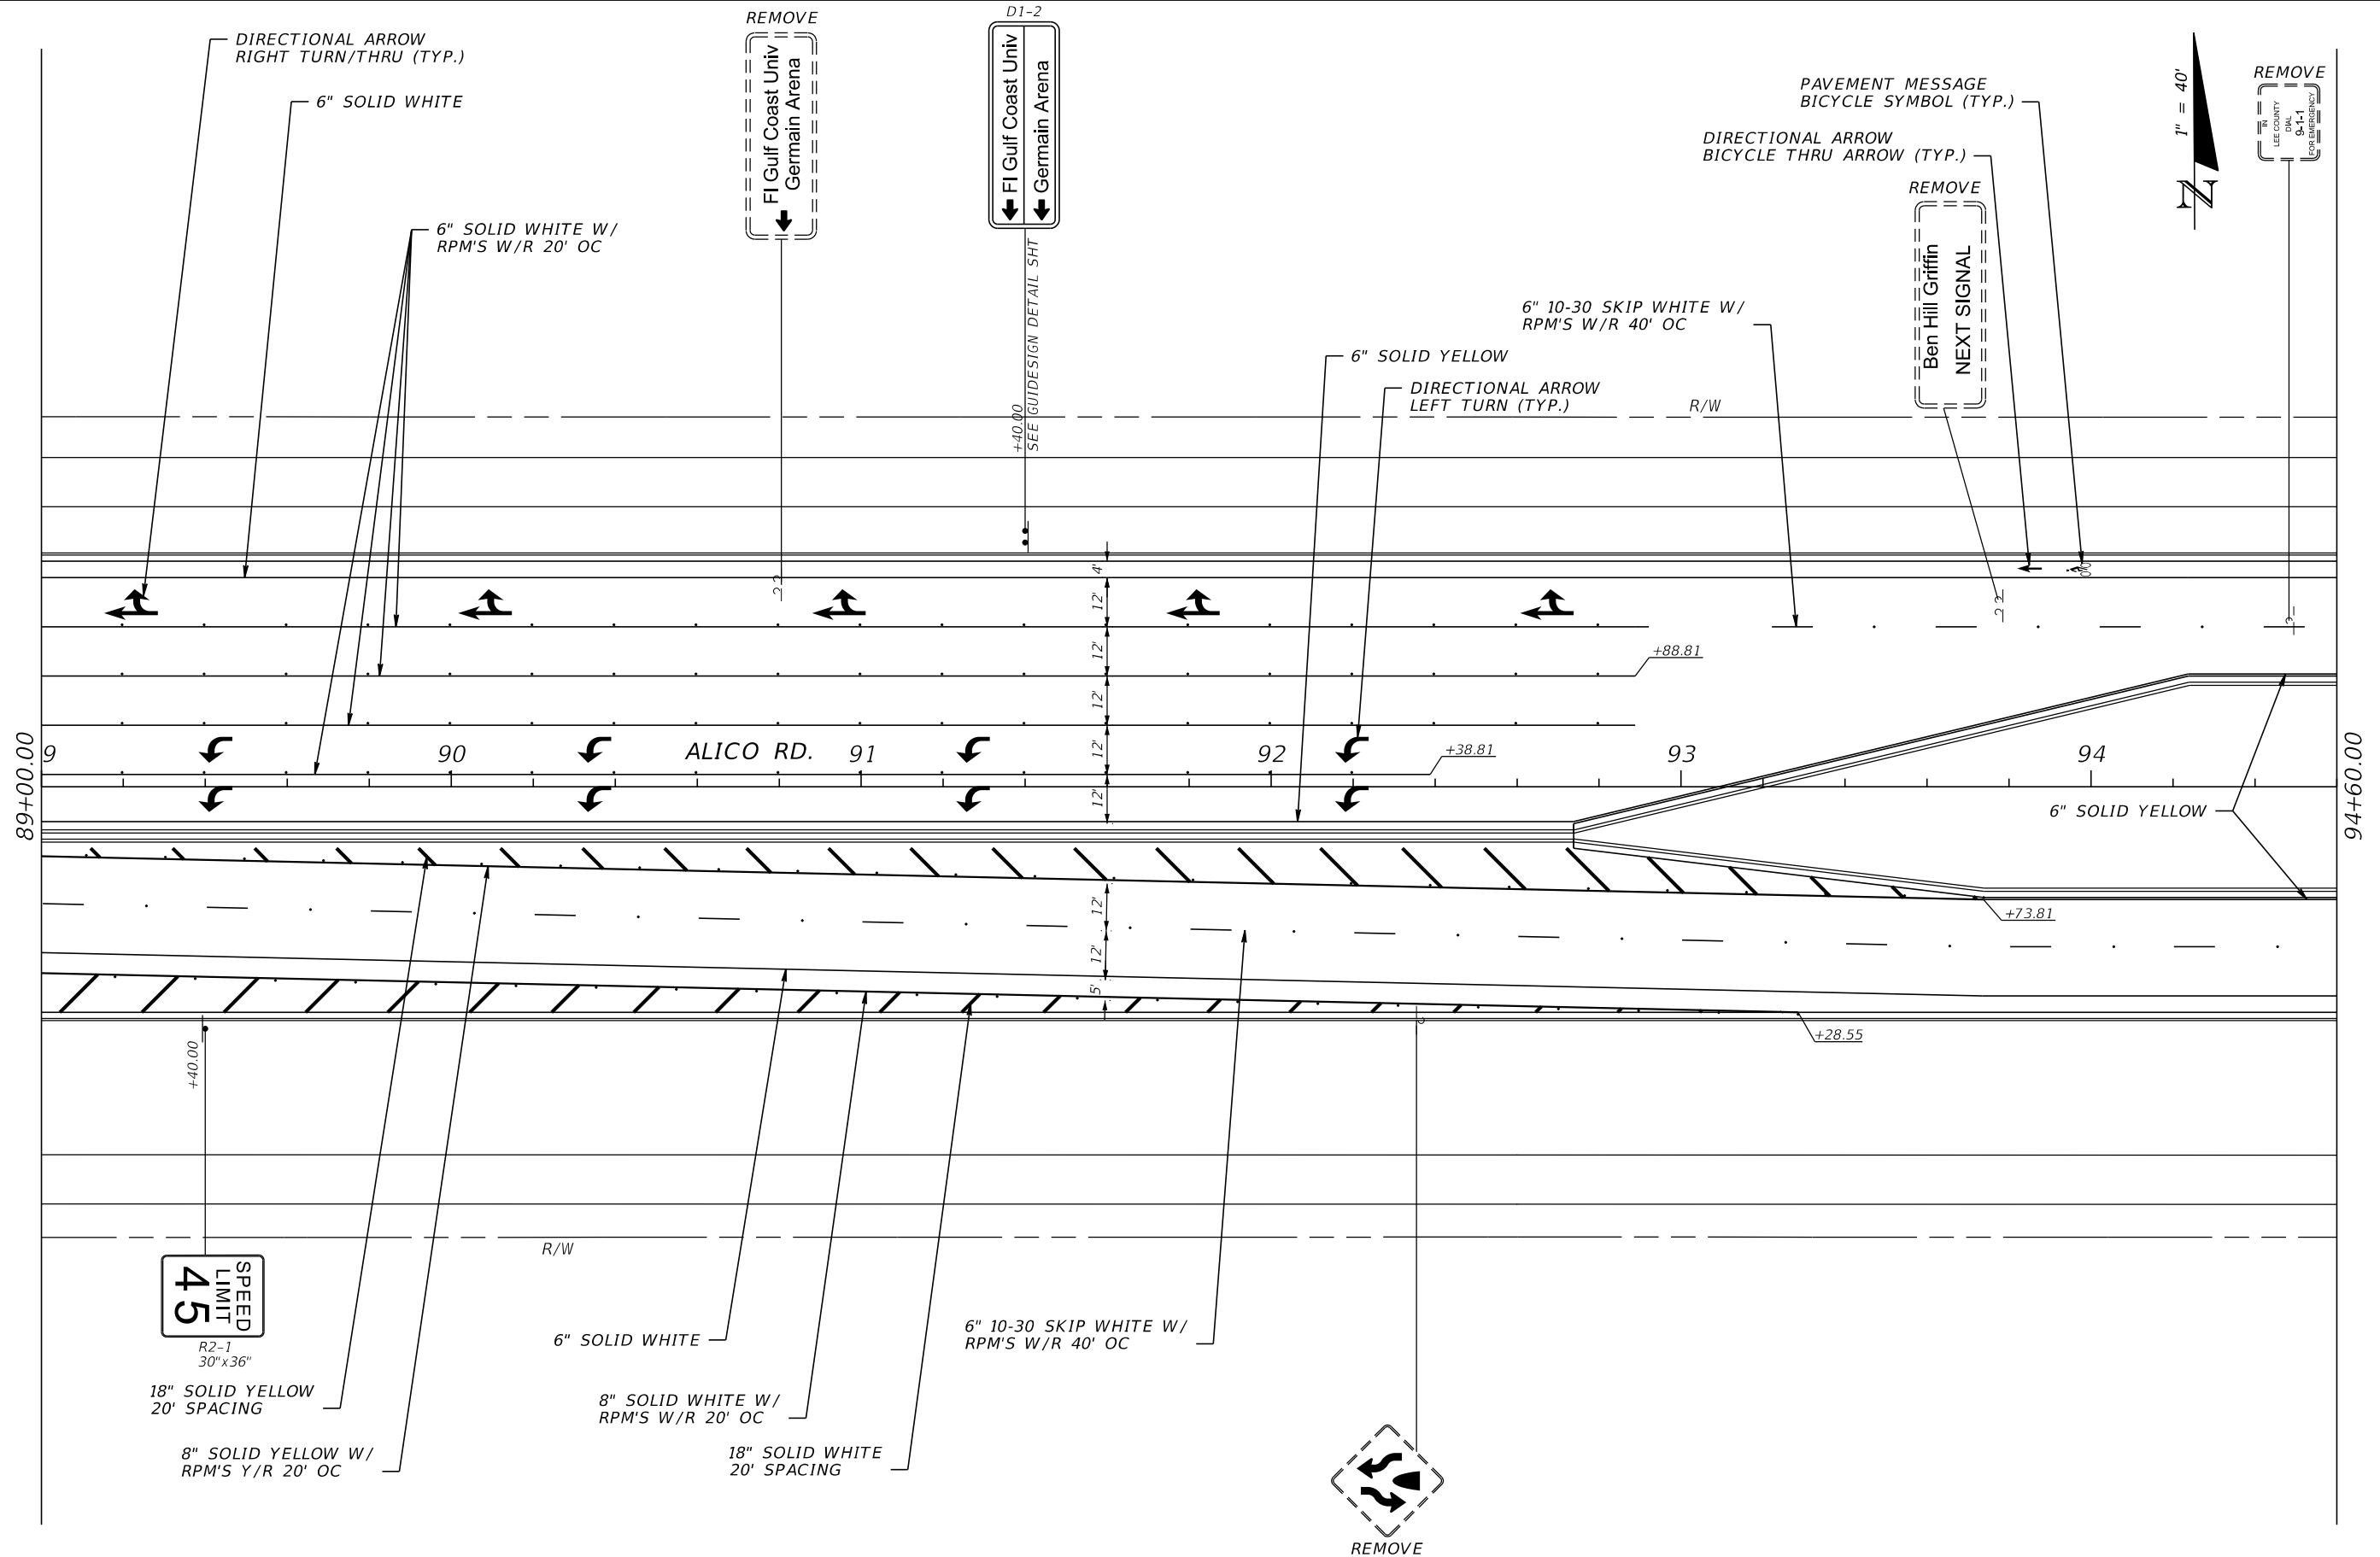 REMOVE
D1-2
DIRECTIONAL ARROW
RIGHT TURN/THRU (TYP.)
6" SOLID WHITE
Fl Gulf Coast Univ
Germain Arena
Fl Gulf Coast Univ
Germain Arena
6" SOLID WHITE W/
RPM'S W/R 20' OC
SEE GUIDESIGN DETAIL SHT
+40.00
PAVEMENT MESSAGE
BICYCLE SYMBOL (TYP.)
DIRECTIONAL ARROW
BICYCLE THRU ARROW (TYP.)
REMOVE
Ben Hill Griffin
NEXT SIGNAL
1" = 40'
N
REMOVE
IN
LEE COUNTY
DIAL
9-1-1
FOR EMERGENCY
6" 10-30 SKIP WHITE W/
RPM'S W/R 40' OC
6" SOLID YELLOW
DIRECTIONAL ARROW
LEFT TURN (TYP.)
R/W
4'
12'
12'
12'
12'
12'
+88.81
+38.81
89+00.00
9
90
ALICO RD.
91
92
93
94
94+60.00
6" SOLID YELLOW
12'
12'
5'
+73.81
+28.55
+40.00
R/W
SPEED
LIMIT
45
R2-1
30"x36"
18" SOLID YELLOW
20' SPACING
8" SOLID YELLOW W/
RPM'S Y/R 20' OC
6" SOLID WHITE
8" SOLID WHITE W/
RPM'S W/R 20' OC
18" SOLID WHITE
20' SPACING
6" 10-30 SKIP WHITE W/
RPM'S W/R 40' OC
REMOVE